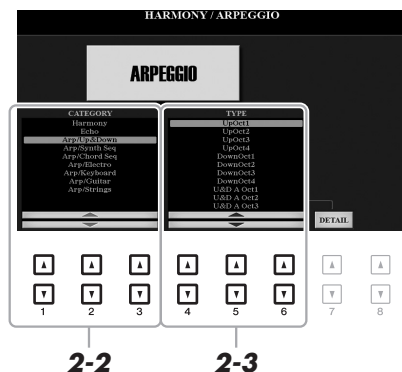 HARMONY / ARPEGGIO
ARPEGGIO
CATEGORY
Harmony
Echo
Arp/Up&Down
Arp/Synth Seq
Arp/Chord Seq
Arp/Electro
Arp/Keyboard
Arp/Guitar
Arp/Strings
TYPE
UpOct1
UpOct2
UpOct3
UpOct4
DownOct1
DownOct2
DownOct3
DownOct4
U&D A Oct1
U&D A Oct2
U&D A Oct3
DETAIL
1 2 3 4 5 6 7 8
2-2 2-3